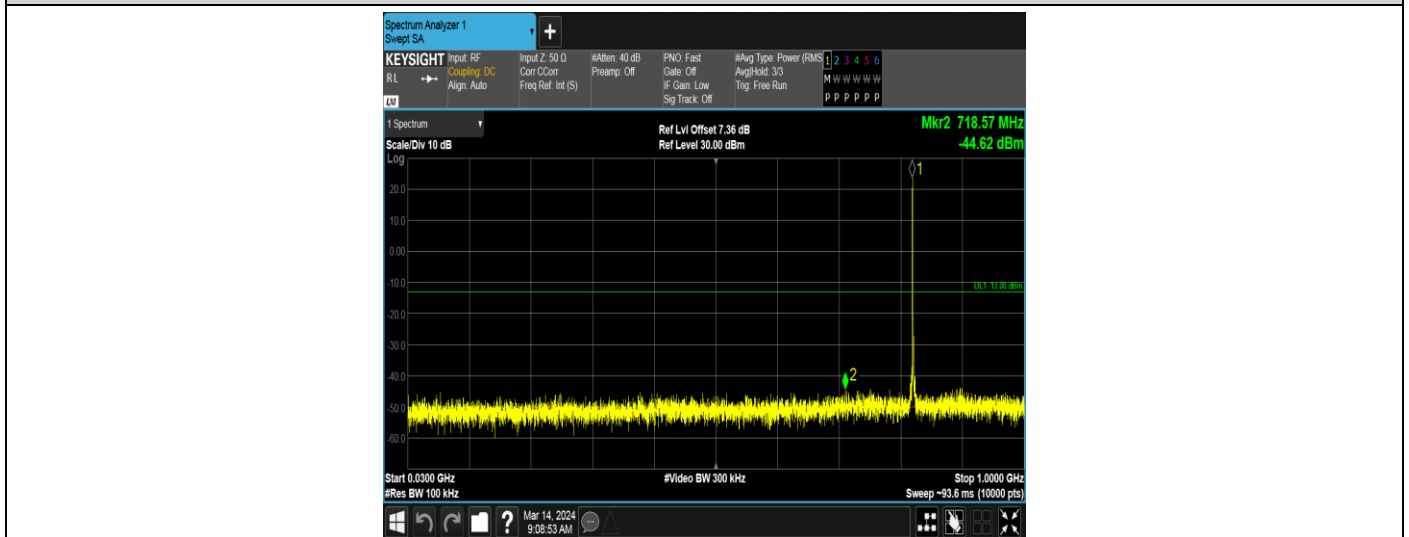 Spectrum Analyzer 1
Swept SA
+
KEYSIGHT
RL
LXI
Input: RF
Coupling: DC
Align: Auto
Input Z: 50 Ω
Corr CCorr
Freq Ref: Int (S)
#Atten: 40 dB
Preamp: Off
PNO: Fast
Gate: Off
IF Gain: Low
Sig Track: Off
#Avg Type: Power (RMS
Avg|Hold: 3/3
Trig: Free Run
1 2 3 4 5 6
M W W W W W
P P P P P P
1 Spectrum
Scale/Div 10 dB
Ref Lvl Offset 7.36 dB
Ref Level 30.00 dBm
Mkr2 718.57 MHz
-44.62 dBm
Log
1
20.0
10.0
0.00
-10.0
DL1 -13.00 dBm
-20.0
-30.0
-40.0
2
-50.0
-60.0
Start 0.0300 GHz
#Res BW 100 kHz
#Video BW 300 kHz
Stop 1.0000 GHz
Sweep ~93.6 ms (10000 pts)
?
Mar 14, 2024
9:08:53 AM